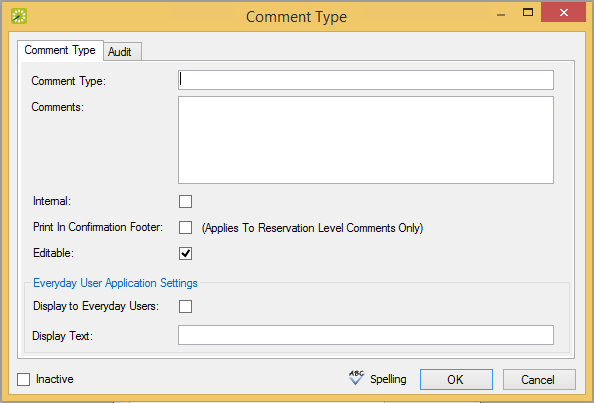 Comment Type
Comment Type Audit
Comment Type:
Comments:
Internal:
Print In Confirmation Footer: (Applies To Reservation Level Comments Only)
Editable:
Everyday User Application Settings
Display to Everyday Users:
Display Text:
Inactive ABC Spelling OK Cancel